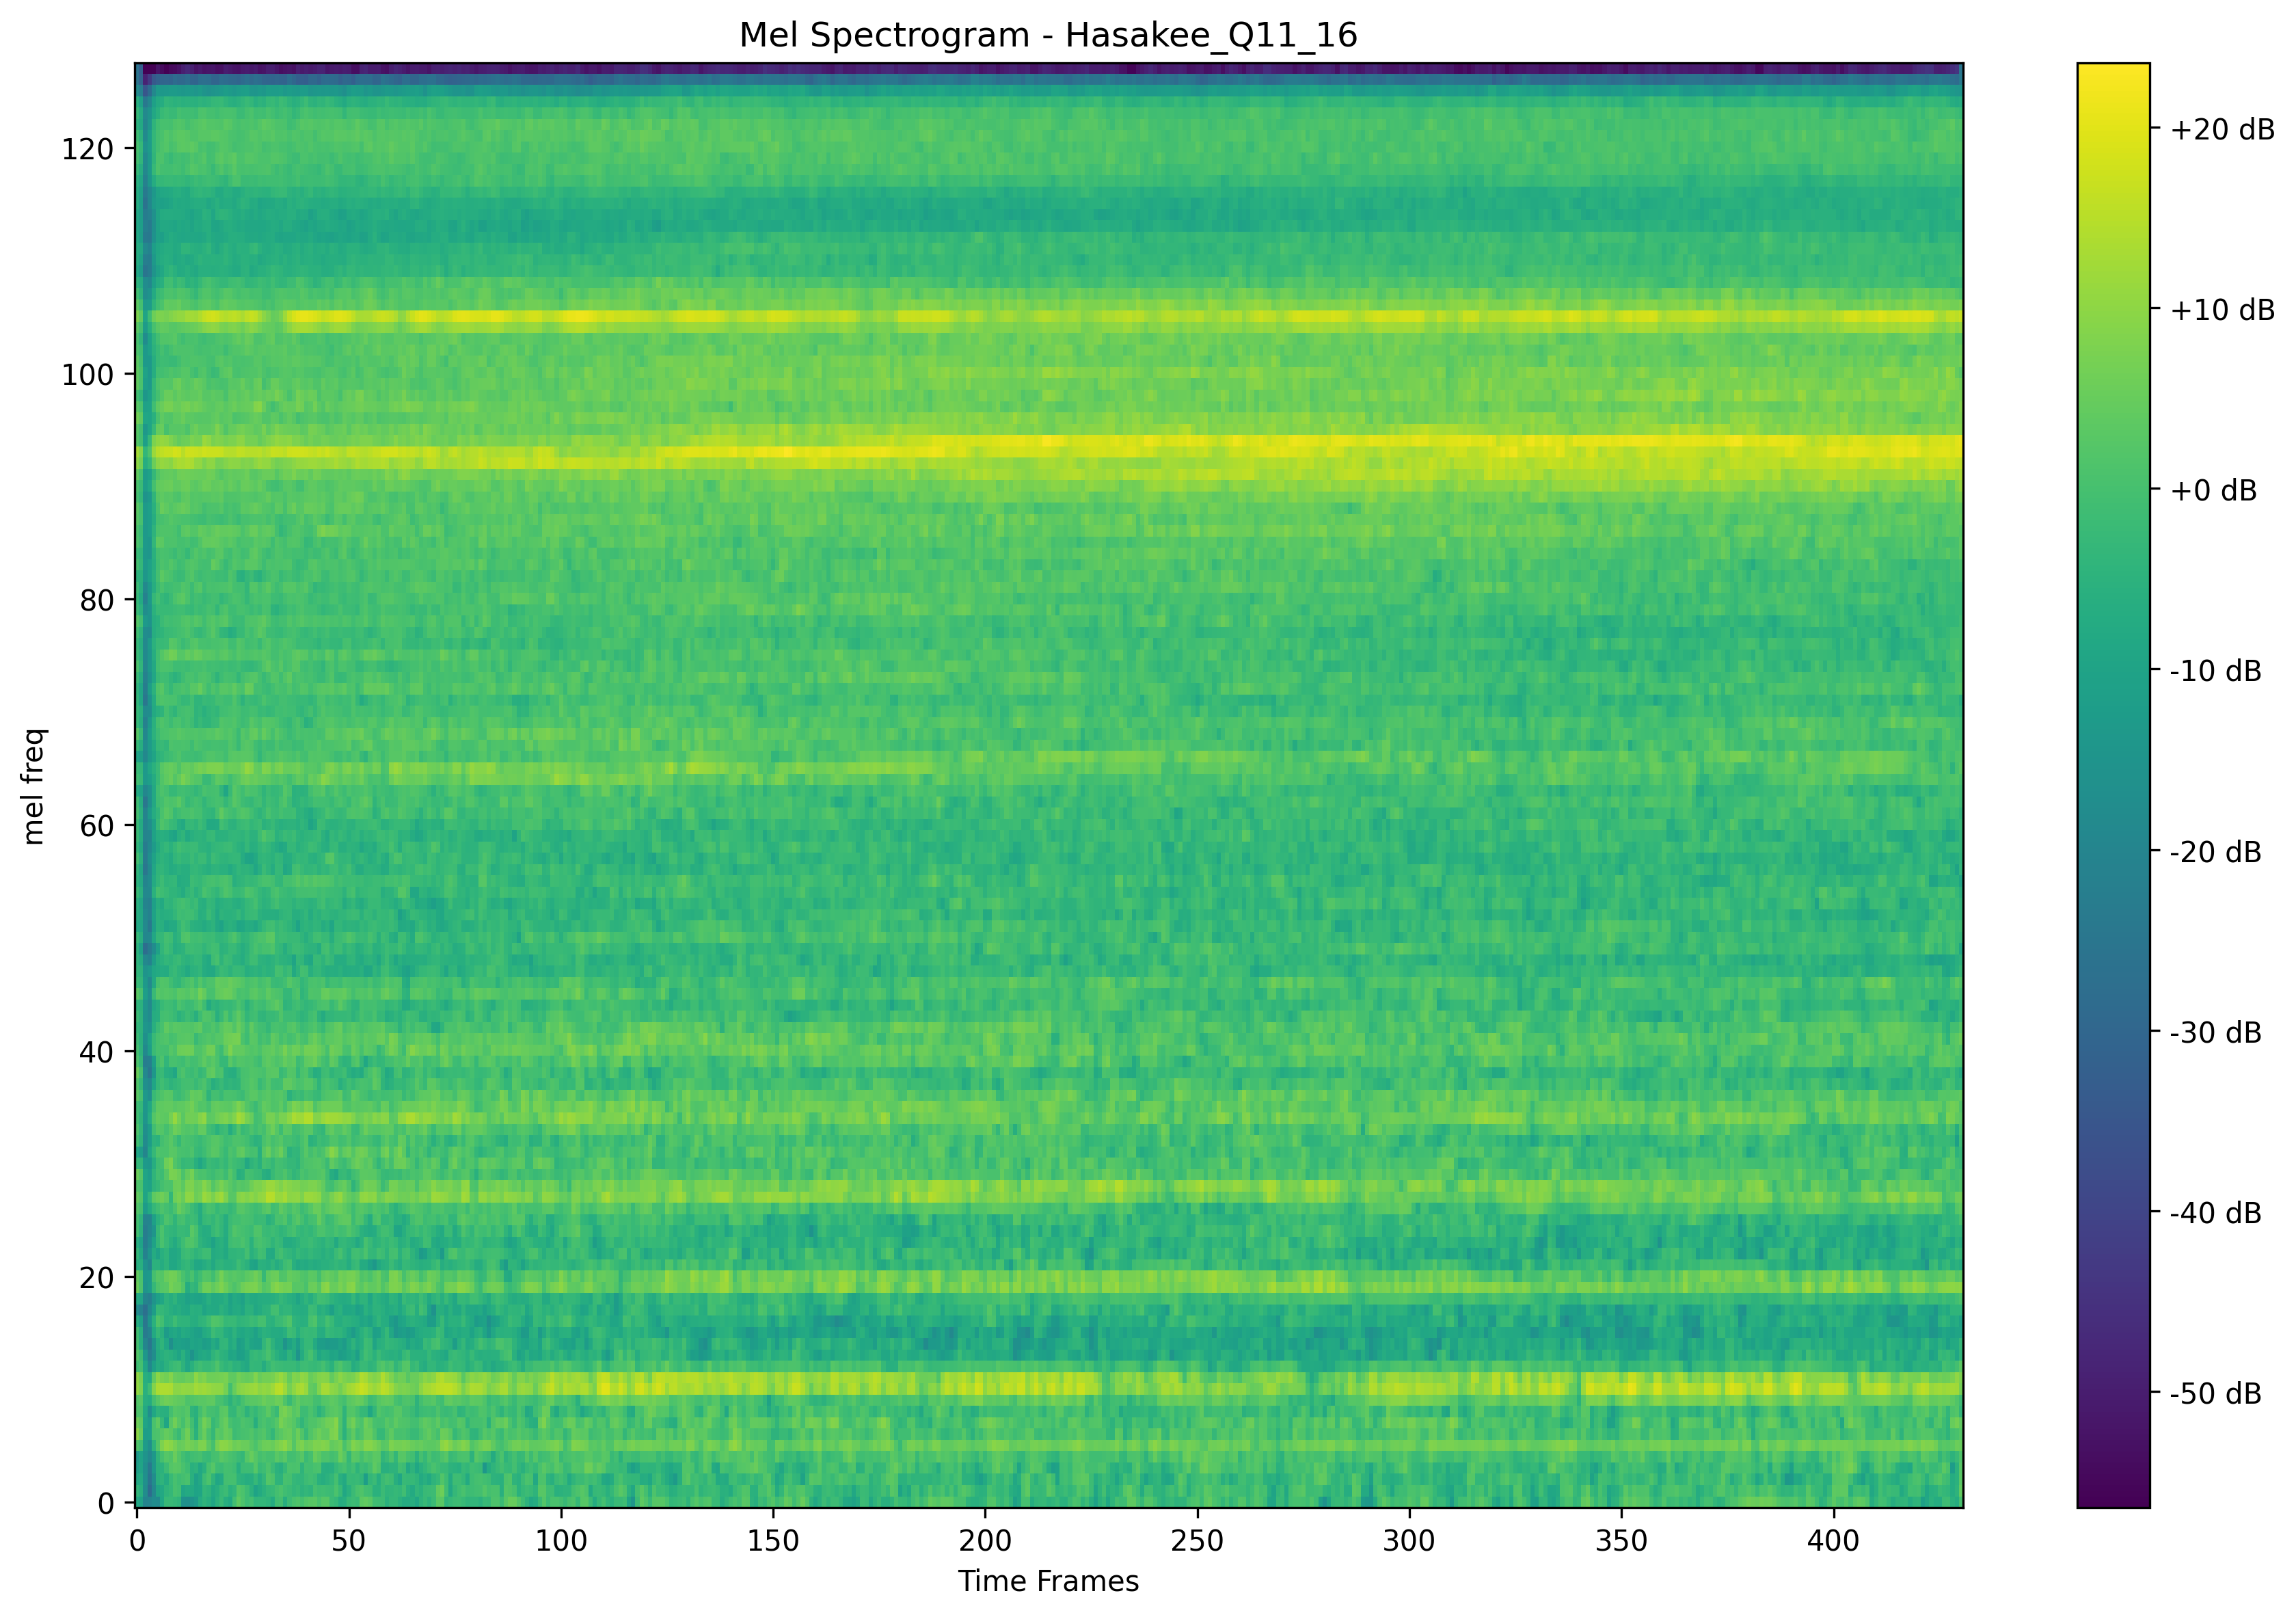 Mel Spectrogram - Hasakee_Q11_16
mel freq
120
100
80
60
40
20
0
0 50 100 150 200 250 300 350 400
Time Frames
+20 dB
+10 dB
+0 dB
-10 dB
-20 dB
-30 dB
-40 dB
-50 dB